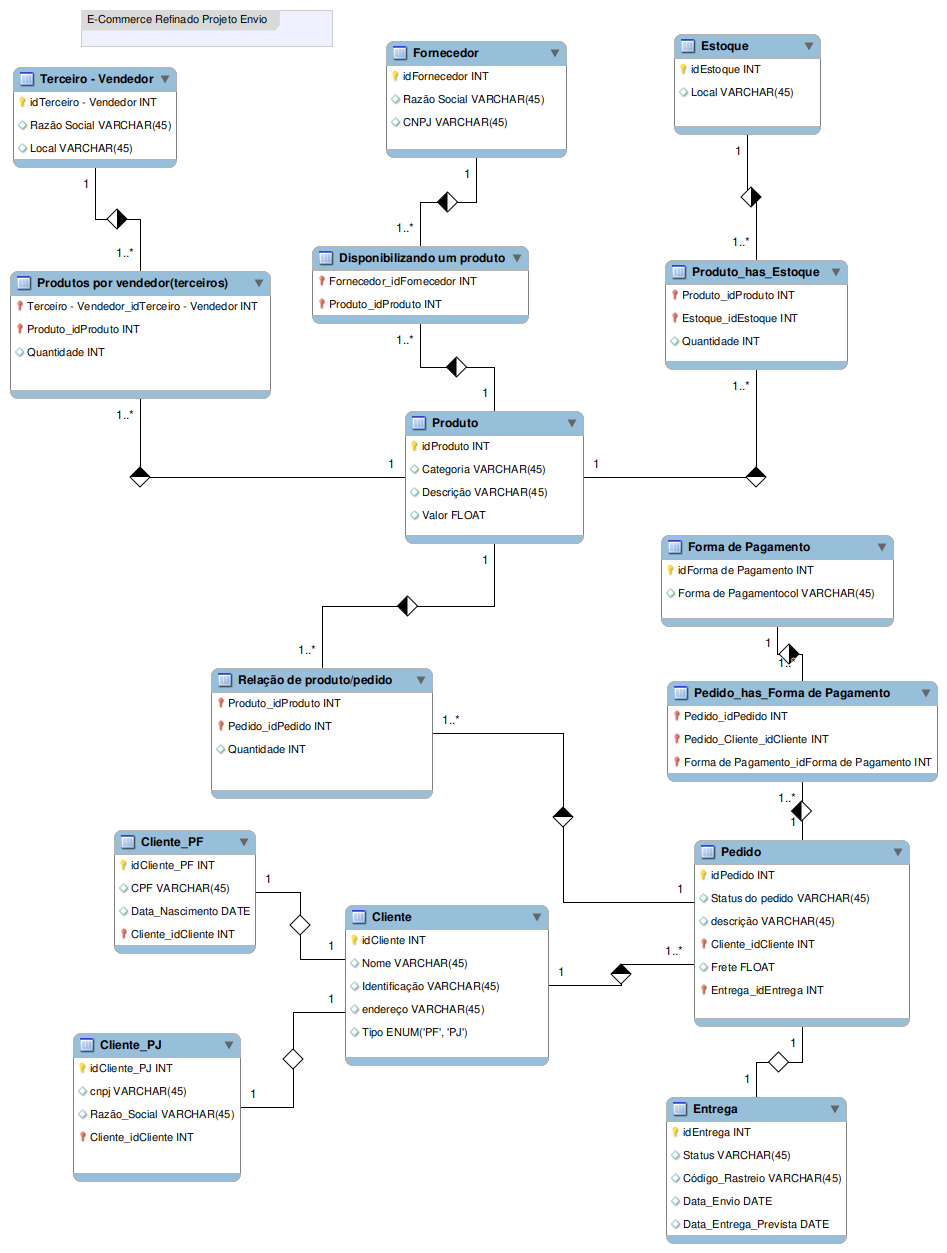 E-Commerce Refinado Projeto Envio
Terceiro - Vendedor
idTerceiro - Vendedor INT
Razão Social VARCHAR(45)
Local VARCHAR(45)
1
1..*
Fornecedor
idFornecedor INT
Razão Social VARCHAR(45)
CNPJ VARCHAR(45)
1
1..*
Estoque
idEstoque INT
Local VARCHAR(45)
1
1..*
Produtos por vendedor(terceiros)
Terceiro - Vendedor_idTerceiro - Vendedor INT
Produto_idProduto INT
Quantidade INT
1..*
1
Disponibilizando um produto
Fornecedor_idFornecedor INT
Produto_idProduto INT
1..*
1
Produto_has_Estoque
Produto_idProduto INT
Estoque_idEstoque INT
Quantidade INT
1..*
1
Produto
idProduto INT
Categoria VARCHAR(45)
Descrição VARCHAR(45)
Valor FLOAT
1
1..*
Forma de Pagamento
idForma de Pagamento INT
Forma de Pagamentocol VARCHAR(45)
1
1..*
Relação de produto/pedido
Produto_idProduto INT
Pedido_idPedido INT
Quantidade INT
1..*
1
Pedido_has_Forma de Pagamento
Pedido_idPedido INT
Pedido_Cliente_idCliente INT
Forma de Pagamento_idForma de Pagamento INT
1..*
1
Cliente_PF
idCliente_PF INT
CPF VARCHAR(45)
Data_Nascimento DATE
Cliente_idCliente INT
1
1
Cliente
idCliente INT
Nome VARCHAR(45)
Identificação VARCHAR(45)
endereço VARCHAR(45)
Tipo ENUM('PF', 'PJ')
1
1..*
Pedido
idPedido INT
Status do pedido VARCHAR(45)
descrição VARCHAR(45)
Cliente_idCliente INT
Frete FLOAT
Entrega_idEntrega INT
1
1
Cliente_PJ
idCliente_PJ INT
cnpj VARCHAR(45)
Razão_Social VARCHAR(45)
Cliente_idCliente INT
1
1
Entrega
idEntrega INT
Status VARCHAR(45)
Código_Rastreio VARCHAR(45)
Data_Envio DATE
Data_Entrega_Prevista DATE